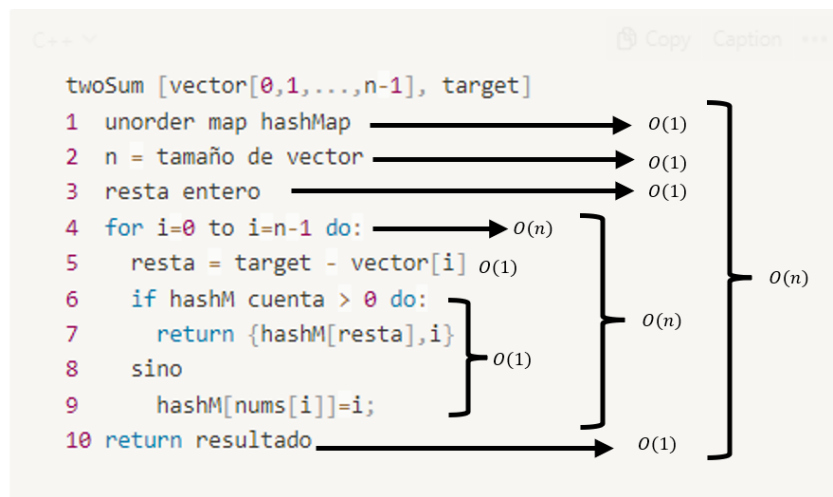 C++ Copy Caption
twoSum [vector[0,1,...,n-1], target]
1 unorder map hashMap O(1)
2 n = tamaño de vector O(1)
3 resta entero O(1)
4 for i=0 to i=n-1 do: O(n)
5 resta = target - vector[i] O(1)
6 if hashM cuenta > 0 do:
7 return {hashM[resta],i}
8 sino
9 hashM[nums[i]]=i;
10 return resultado O(1)
O(1)
O(n)
O(n)